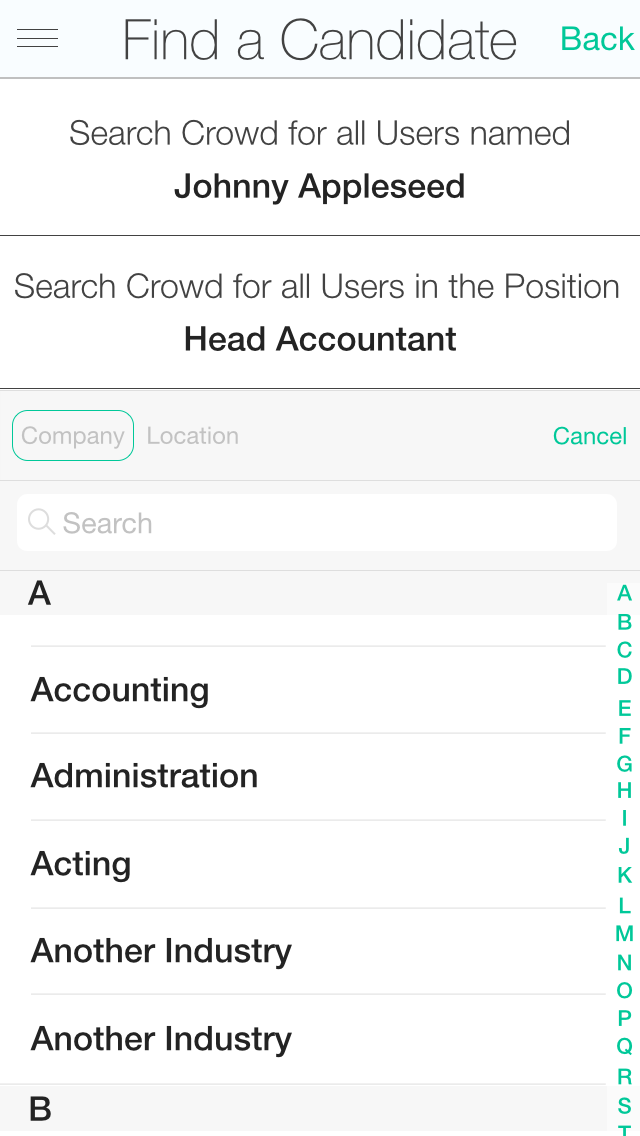 Find a Candidate Back
Search Crowd for all Users named
Johnny Appleseed
Search Crowd for all Users in the Position
Head Accountant
Company Location Cancel
Search
A
Accounting
Administration
Acting
Another Industry
Another Industry
B
A
B
C
D
E
F
G
H
I
J
K
L
M
N
O
P
Q
R
S
T